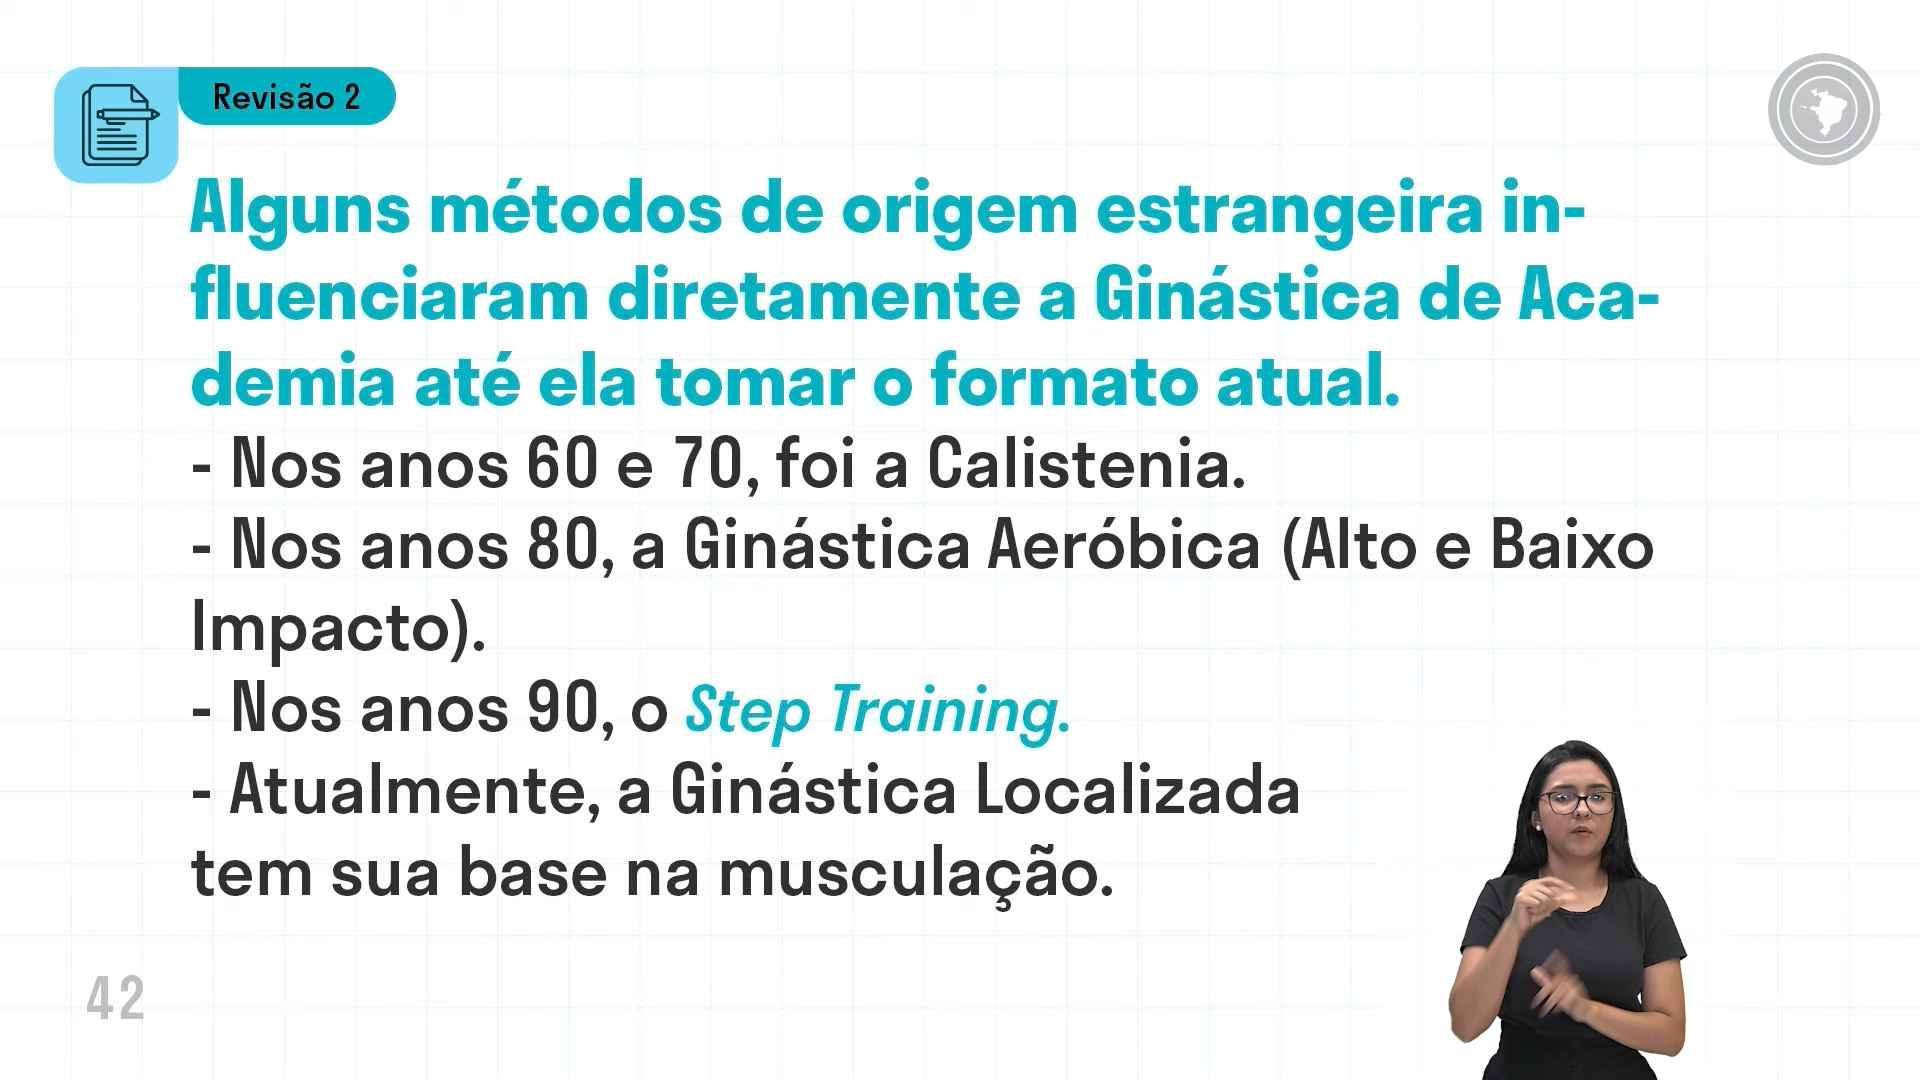 Revisão 2
Alguns métodos de origem estrangeira in-
fluenciaram diretamente a Ginástica de Aca-
demia até ela tomar o formato atual.
- Nos anos 60 e 70, foi a Calistenia.
- Nos anos 80, a Ginástica Aeróbica (Alto e Baixo
Impacto).
- Nos anos 90, o Step Training.
- Atualmente, a Ginástica Localizada
tem sua base na musculação.
42